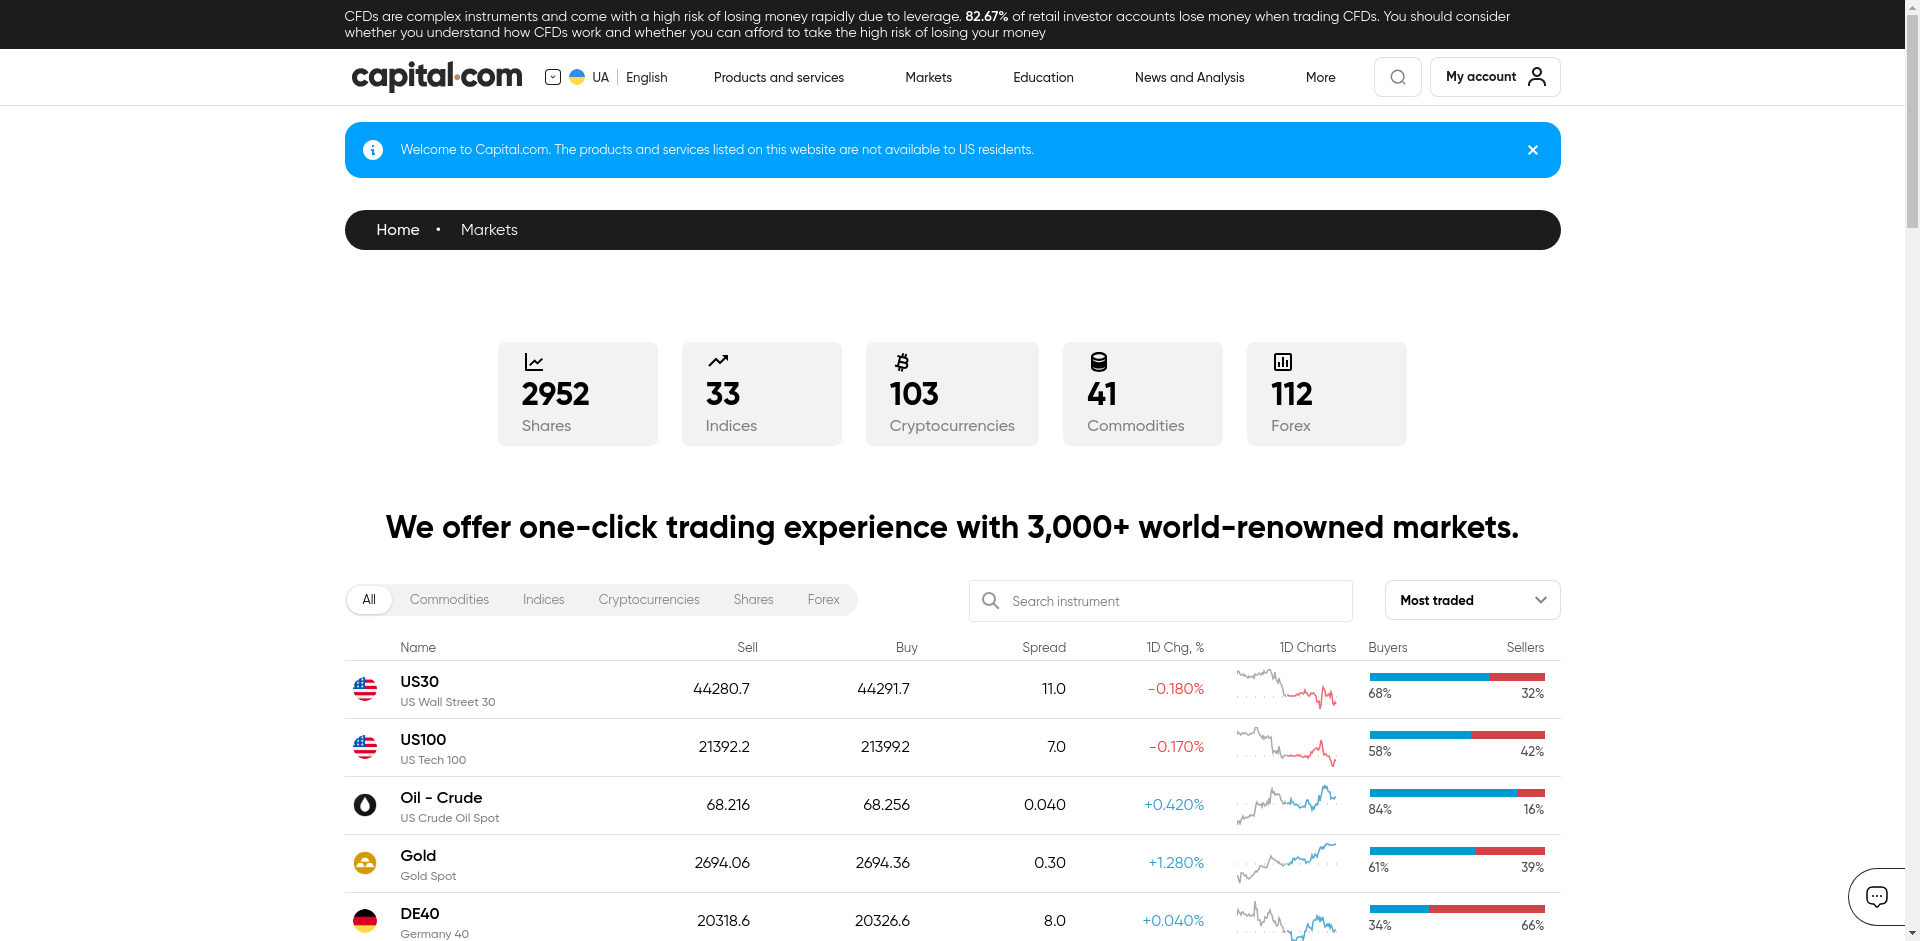 CFDs are complex instruments and come with a high risk of losing money rapidly due to leverage. 82.67% of retail investor accounts lose money when trading CFDs. You should consider
whether you understand how CFDs work and whether you can afford to take the high risk of losing your money
capital.com
UA English
Products and services
Markets
Education
News and Analysis
More
My account
Welcome to Capital.com. The products and services listed on this website are not available to US residents.
Home • Markets
2952
Shares
33
Indices
103
Cryptocurrencies
41
Commodities
112
Forex
We offer one-click trading experience with 3,000+ world-renowned markets.
All Commodities Indices Cryptocurrencies Shares Forex
Search instrument
Most traded
Name Sell Buy Spread 1D Chg, % 1D Charts Buyers Sellers
US30
US Wall Street 30
44280.7 44291.7 11.0 -0.180% 68% 32%
US100
US Tech 100
21392.2 21399.2 7.0 -0.170% 58% 42%
Oil - Crude
US Crude Oil Spot
68.216 68.256 0.040 +0.420% 84% 16%
Gold
Gold Spot
2694.06 2694.36 0.30 +1.280% 61% 39%
DE40
Germany 40
20318.6 20326.6 8.0 +0.040% 34% 66%